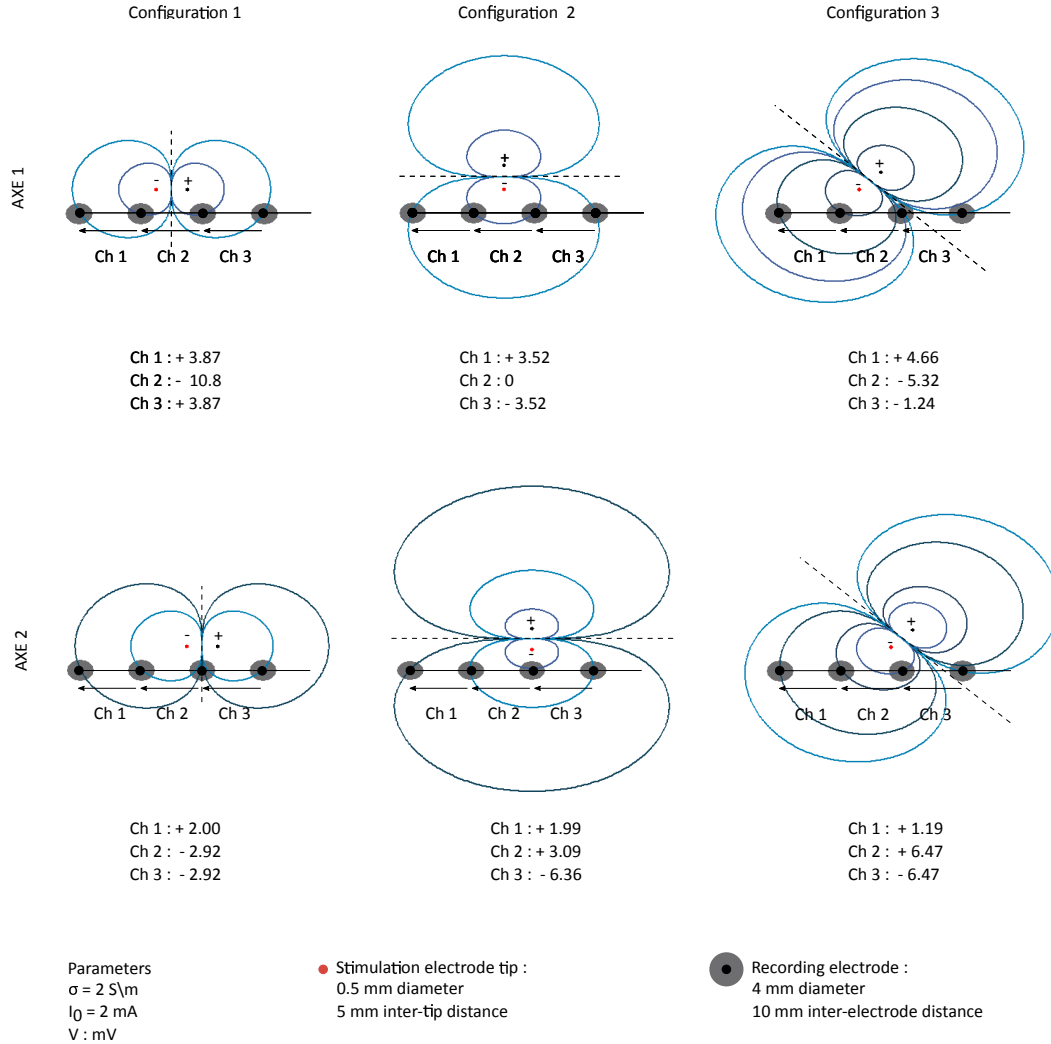 Configuration 1
Configuration 2
Configuration 3
AXE 1
- +
+
-
+
-
Ch 1 Ch 2 Ch 3
Ch 1 Ch 2 Ch 3
Ch 1 Ch 2 Ch 3
Ch 1 : + 3.87
Ch 2 : - 10.8
Ch 3 : + 3.87
Ch 1 : + 3.52
Ch 2 : 0
Ch 3 : - 3.52
Ch 1 : + 4.66
Ch 2 : - 5.32
Ch 3 : - 1.24
AXE 2
- +
+
-
+
-
Ch 1 Ch 2 Ch 3
Ch 1 Ch 2 Ch 3
Ch 1 Ch 2 Ch 3
Ch 1 : + 2.00
Ch 2 : - 2.92
Ch 3 : - 2.92
Ch 1 : + 1.99
Ch 2 : + 3.09
Ch 3 : - 6.36
Ch 1 : + 1.19
Ch 2 : + 6.47
Ch 3 : - 6.47
Parameters
σ = 2 S\m
I0 = 2 mA
V : mV
Stimulation electrode tip :
0.5 mm diameter
5 mm inter-tip distance
Recording electrode :
4 mm diameter
10 mm inter-electrode distance